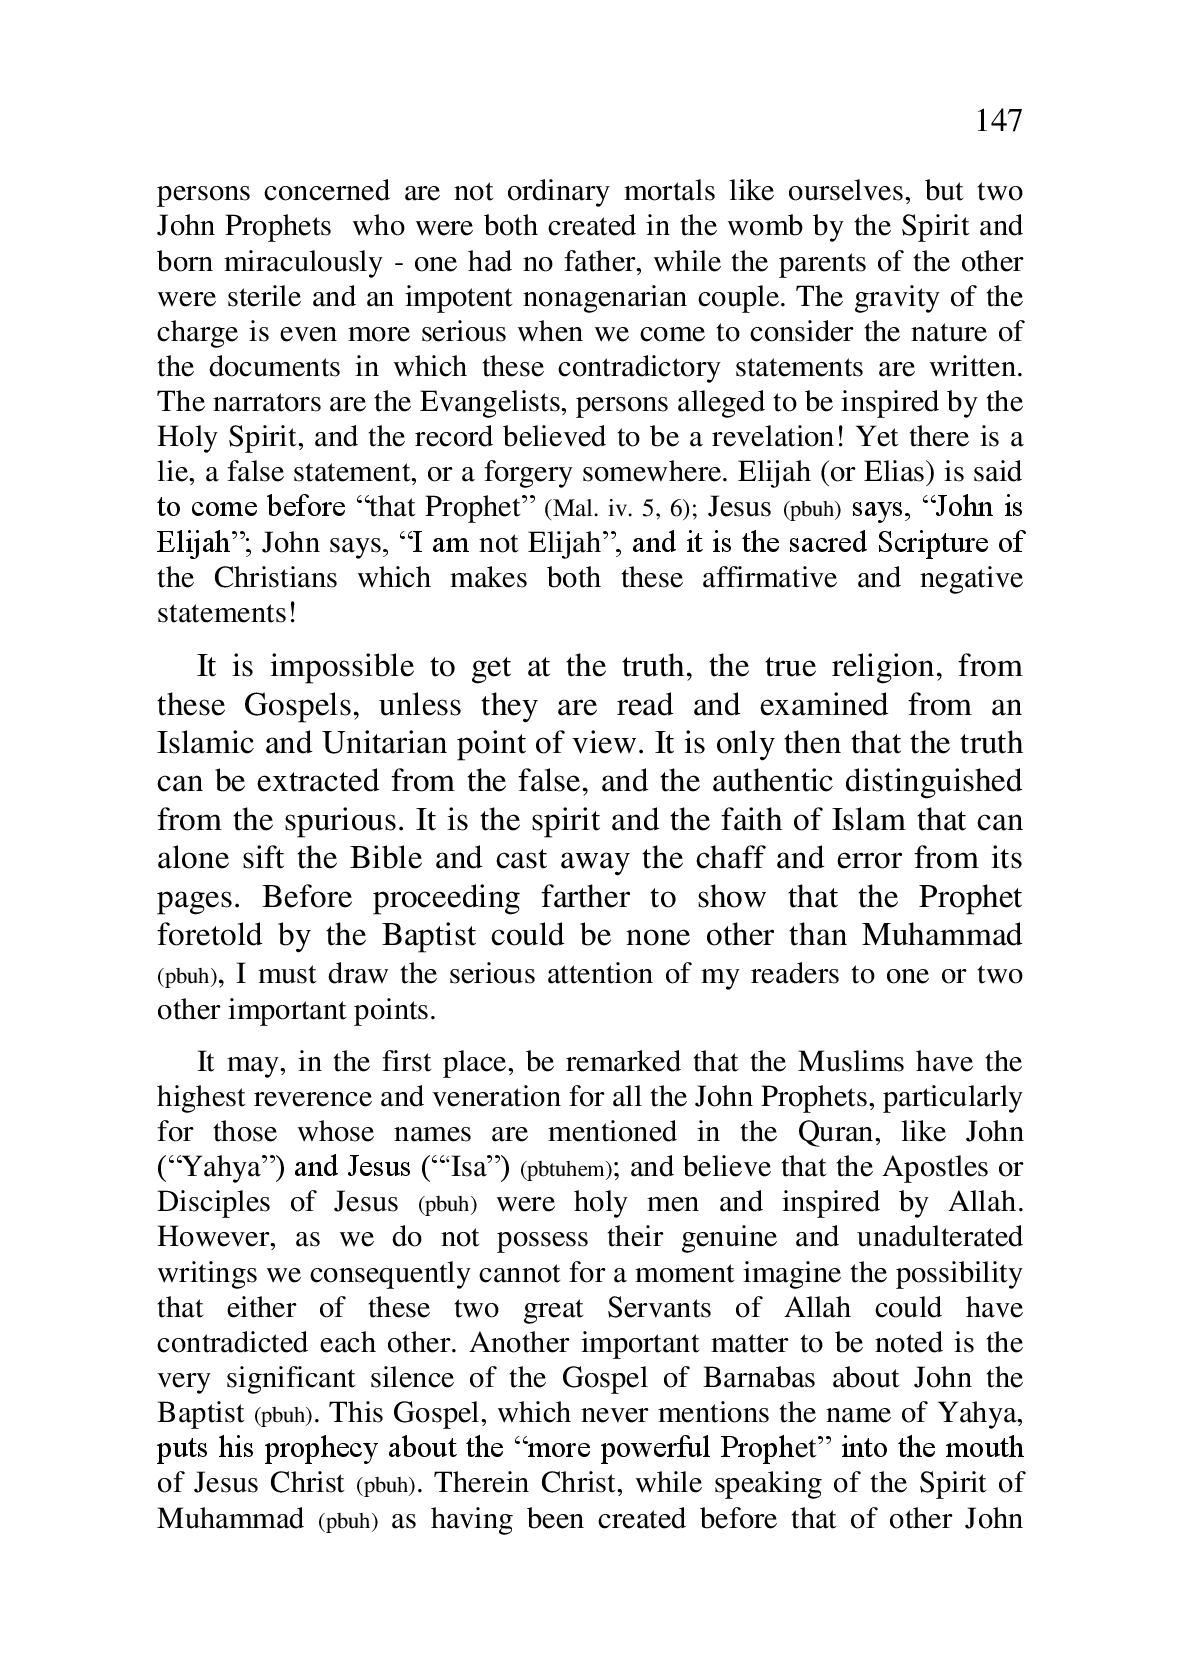 147
persons concerned are not ordinary mortals like ourselves, but two
John Prophets who were both created in the womb by the Spirit and
born miraculously - one had no father, while the parents of the other
were sterile and an impotent nonagenarian couple. The gravity of the
charge is even more serious when we come to consider the nature of
the documents in which these contradictory statements are written.
The narrators are the Evangelists, persons alleged to be inspired by the
Holy Spirit, and the record believed to be a revelation! Yet there is a
lie, a false statement, or a forgery somewhere. Elijah (or Elias) is said
to come before “that Prophet” (Mal. iv. 5, 6); Jesus (pbuh) says, “John is
Elijah”; John says, “I am not Elijah”, and it is the sacred Scripture of
the Christians which makes both these affirmative and negative
statements!
It is impossible to get at the truth, the true religion, from
these Gospels, unless they are read and examined from an
Islamic and Unitarian point of view. It is only then that the truth
can be extracted from the false, and the authentic distinguished
from the spurious. It is the spirit and the faith of Islam that can
alone sift the Bible and cast away the chaff and error from its
pages. Before proceeding farther to show that the Prophet
foretold by the Baptist could be none other than Muhammad
(pbuh), I must draw the serious attention of my readers to one or two
other important points.
It may, in the first place, be remarked that the Muslims have the
highest reverence and veneration for all the John Prophets, particularly
for those whose names are mentioned in the Quran, like John
(“Yahya”) and Jesus (“‘Isa”) (pbtuhem); and believe that the Apostles or
Disciples of Jesus (pbuh) were holy men and inspired by Allah.
However, as we do not possess their genuine and unadulterated
writings we consequently cannot for a moment imagine the possibility
that either of these two great Servants of Allah could have
contradicted each other. Another important matter to be noted is the
very significant silence of the Gospel of Barnabas about John the
Baptist (pbuh). This Gospel, which never mentions the name of Yahya,
puts his prophecy about the “more powerful Prophet” into the mouth
of Jesus Christ (pbuh). Therein Christ, while speaking of the Spirit of
Muhammad (pbuh) as having been created before that of other John